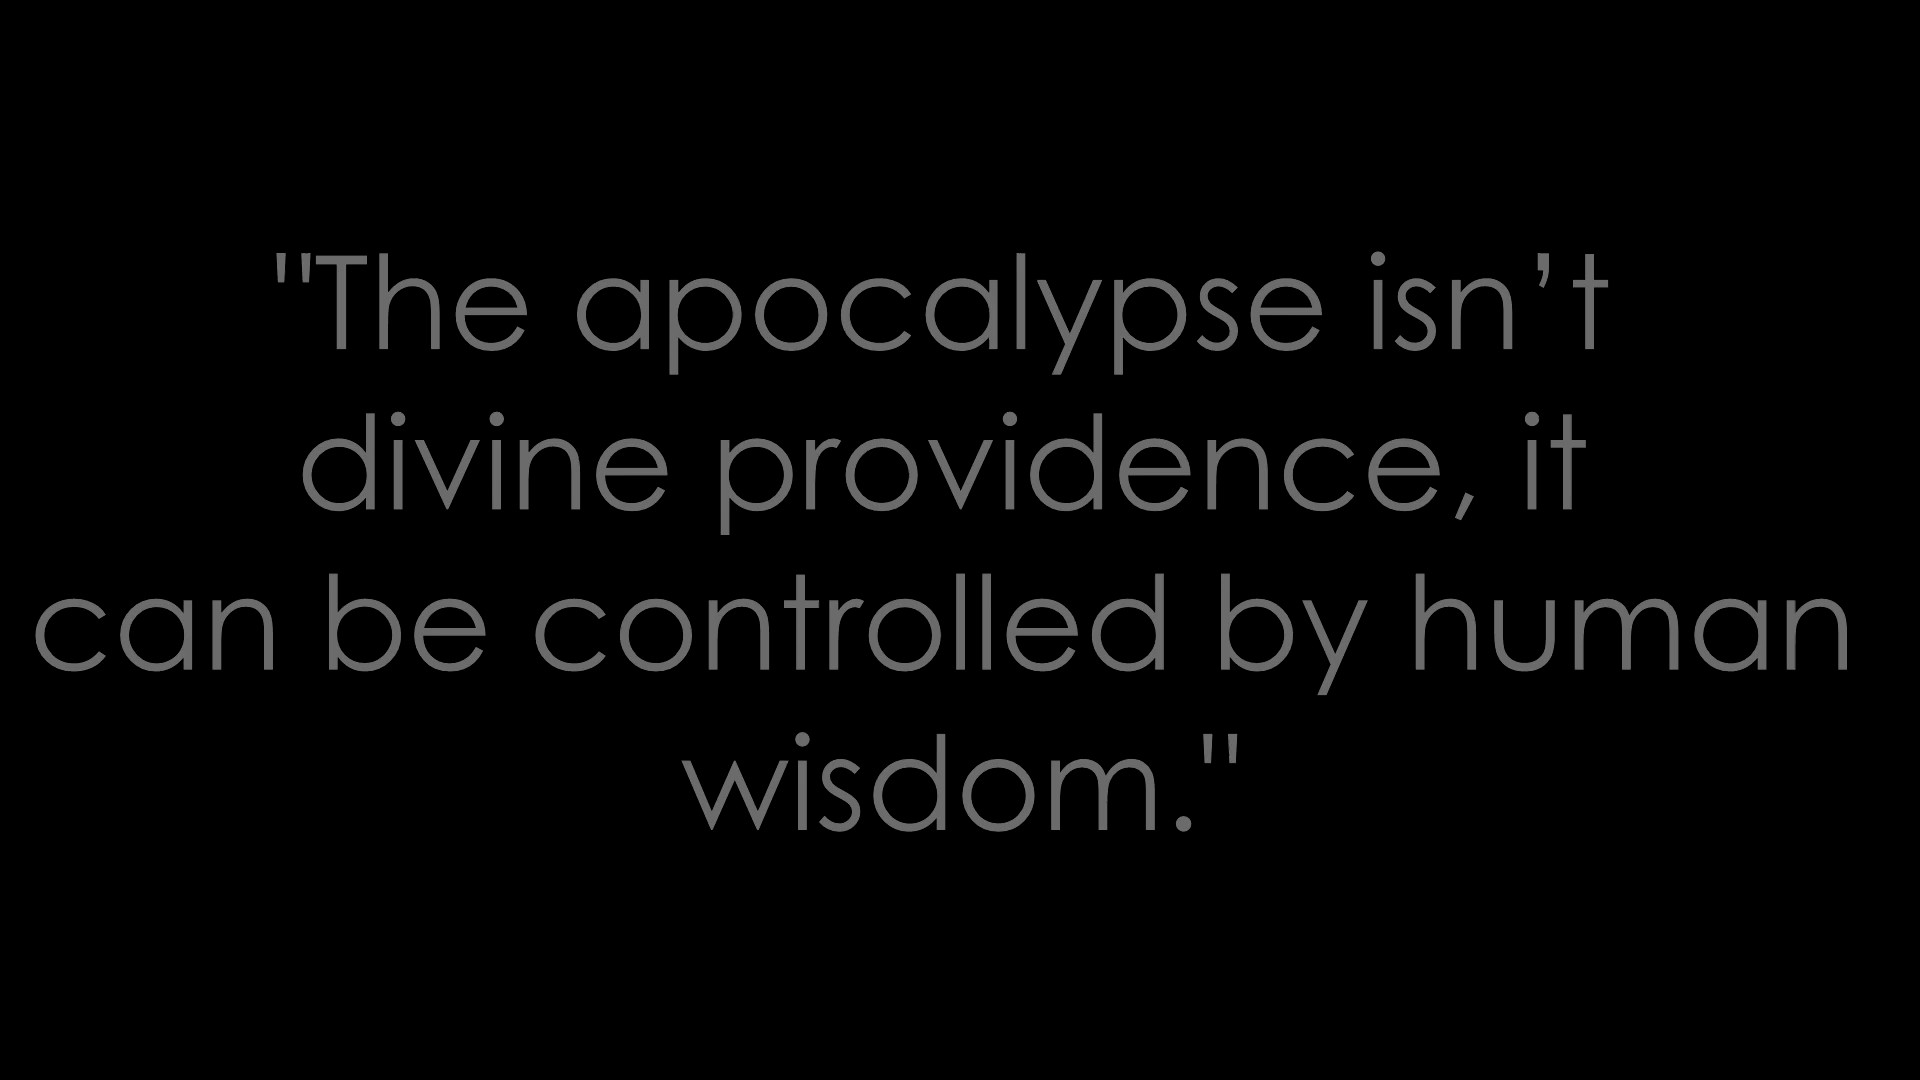 "The apocalypse isn’t
divine providence, it
can be controlled by human
wisdom."